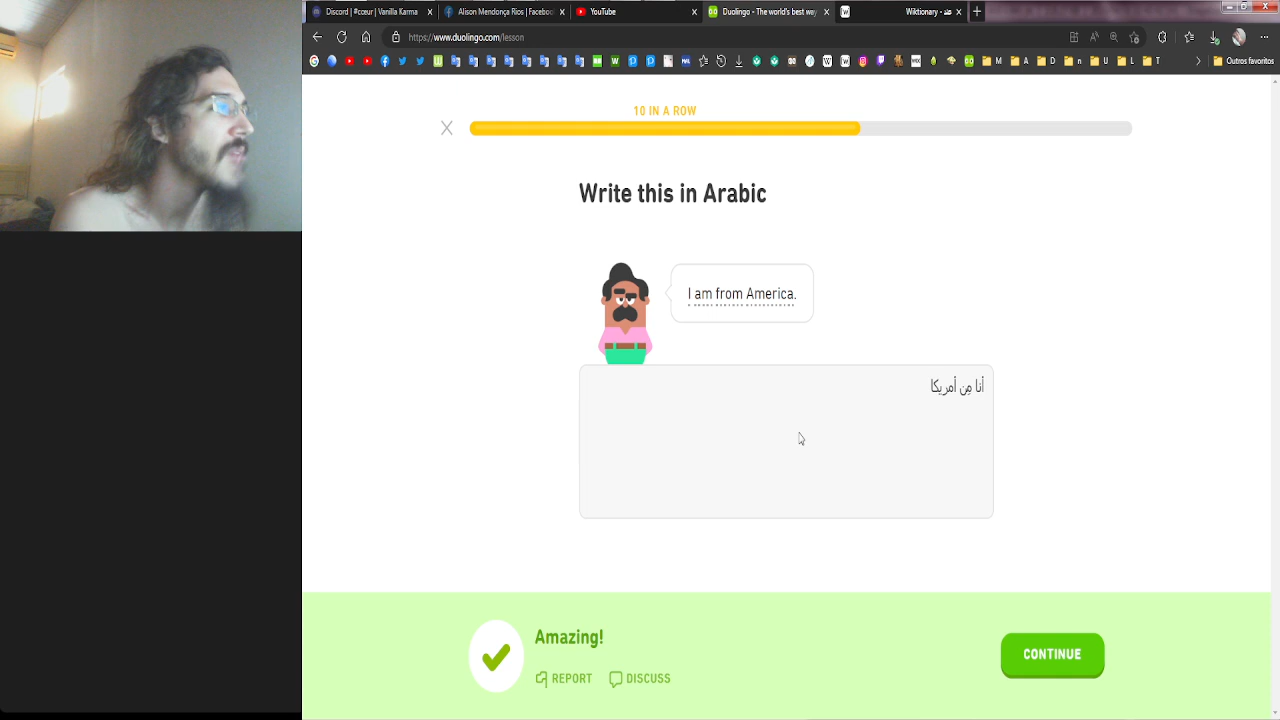 Discord | #cœur | Vanilla Karma
Alison Mendonça Rios | Faceboo
YouTube
Duolingo - The world's best way
Wiktionary
https://www.duolingo.com/lesson
M
A
D
n
U
L
T
Outros favoritos
10 IN A ROW
X
Write this in Arabic
I am from America.
أنا مِن أمريكا
Amazing!
REPORT
DISCUSS
CONTINUE